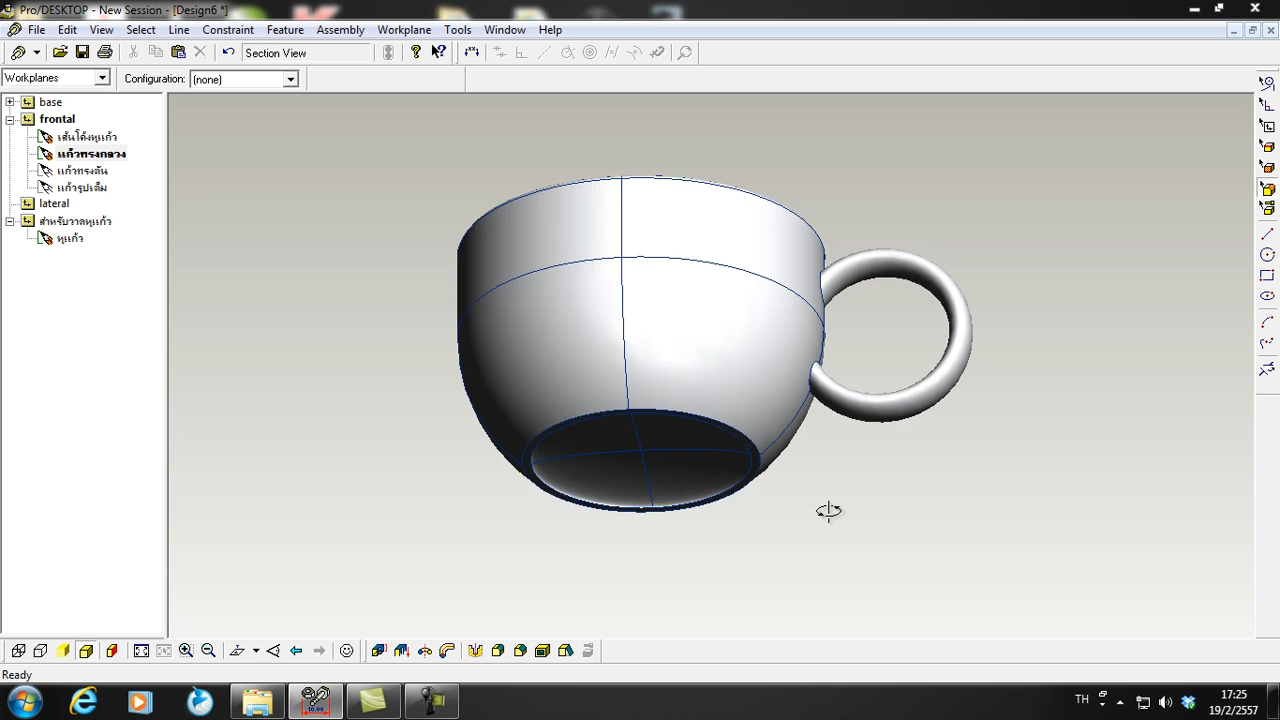 Pro/DESKTOP - New Session - [Design6 *]
File Edit View Select Line Constraint Feature Assembly Workplane Tools Window Help
Section View
Workplanes Configuration: (none)
base
frontal
เส้นโค้งหูแก้ว
แก้วทรงกลวง
แก้วทรงตัน
แก้วรูปเต็ม
lateral
สำหรับวาดหูแก้ว
หูแก้ว
Ready
TH 17:25
19/2/2557